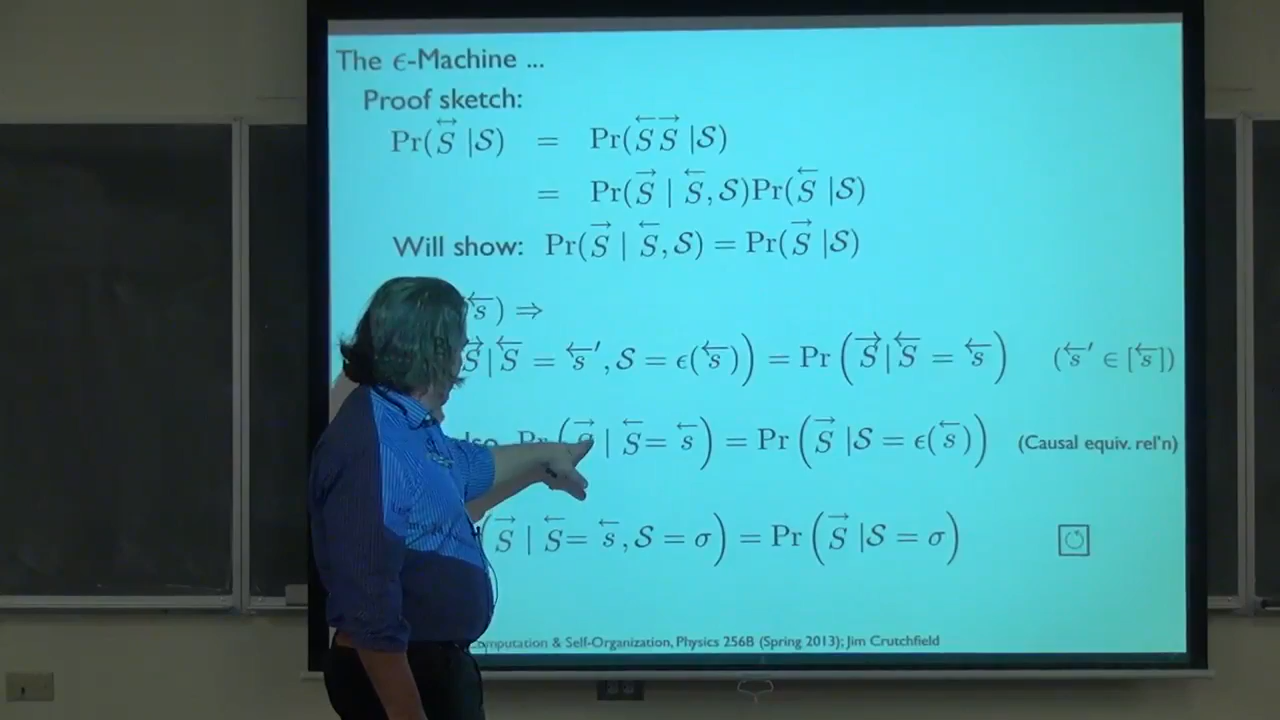 The ϵ-Machine ...
Proof sketch:
Pr(S⃡ |𝒮) = Pr(S⃖ S⃗ |𝒮)
= Pr(S⃗ | S⃖, 𝒮)Pr(S⃖ |𝒮)
Will show: Pr(S⃗ | S⃖, 𝒮) = Pr(S⃗ |𝒮)
s⃖) ⇒
S⃗|S⃖ = s⃖′, 𝒮 = ϵ(s⃖)) = Pr (S⃗|S⃖ = s⃖) (s⃖′ ∈ [s⃖])
Pr ( | S⃖ = s⃖) = Pr (S⃗ |𝒮 = ϵ(s⃖)) (Causal equiv. rel'n)
(S⃗ | S⃖ = s⃖, 𝒮 = σ) = Pr (S⃗ |𝒮 = σ)
Computation & Self-Organization, Physics 256B (Spring 2013); Jim Crutchfield